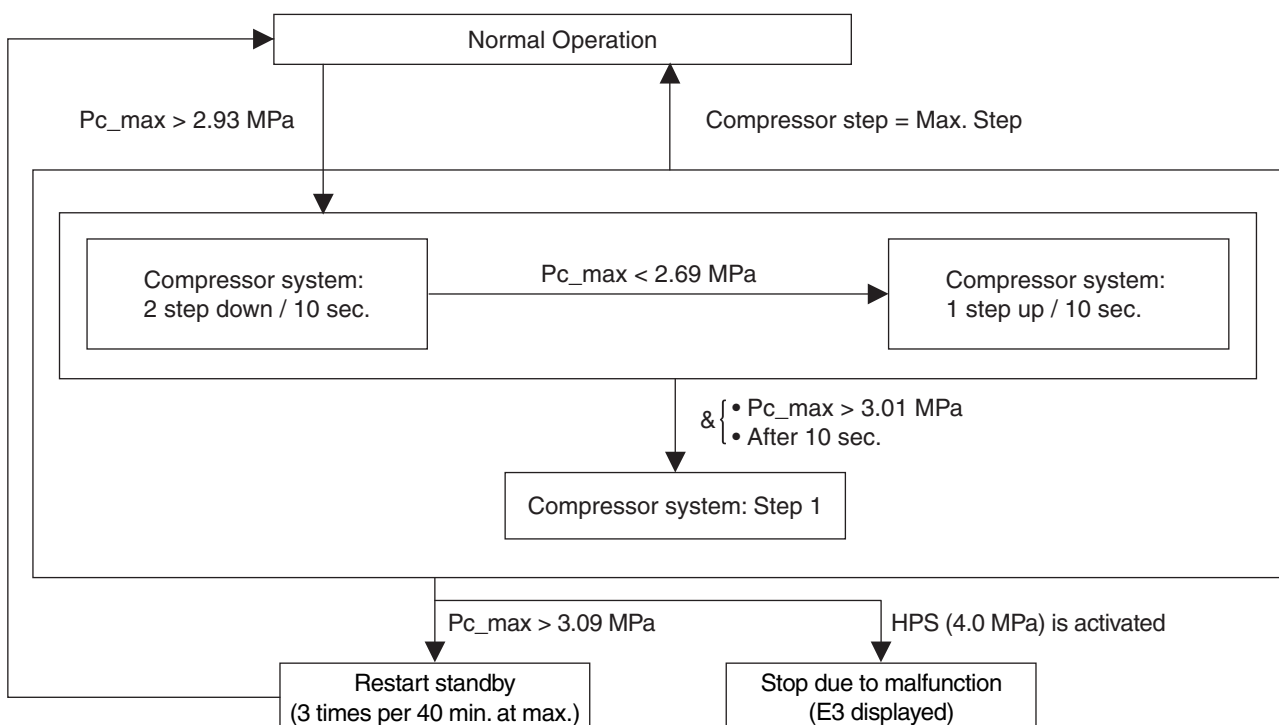 Normal Operation
Pc_max > 2.93 MPa
Compressor step = Max. Step
Compressor system:
2 step down / 10 sec.
Pc_max < 2.69 MPa
Compressor system:
1 step up / 10 sec.
& { • Pc_max > 3.01 MPa
• After 10 sec.
Compressor system: Step 1
Pc_max > 3.09 MPa
HPS (4.0 MPa) is activated
Restart standby
(3 times per 40 min. at max.)
Stop due to malfunction
(E3 displayed)